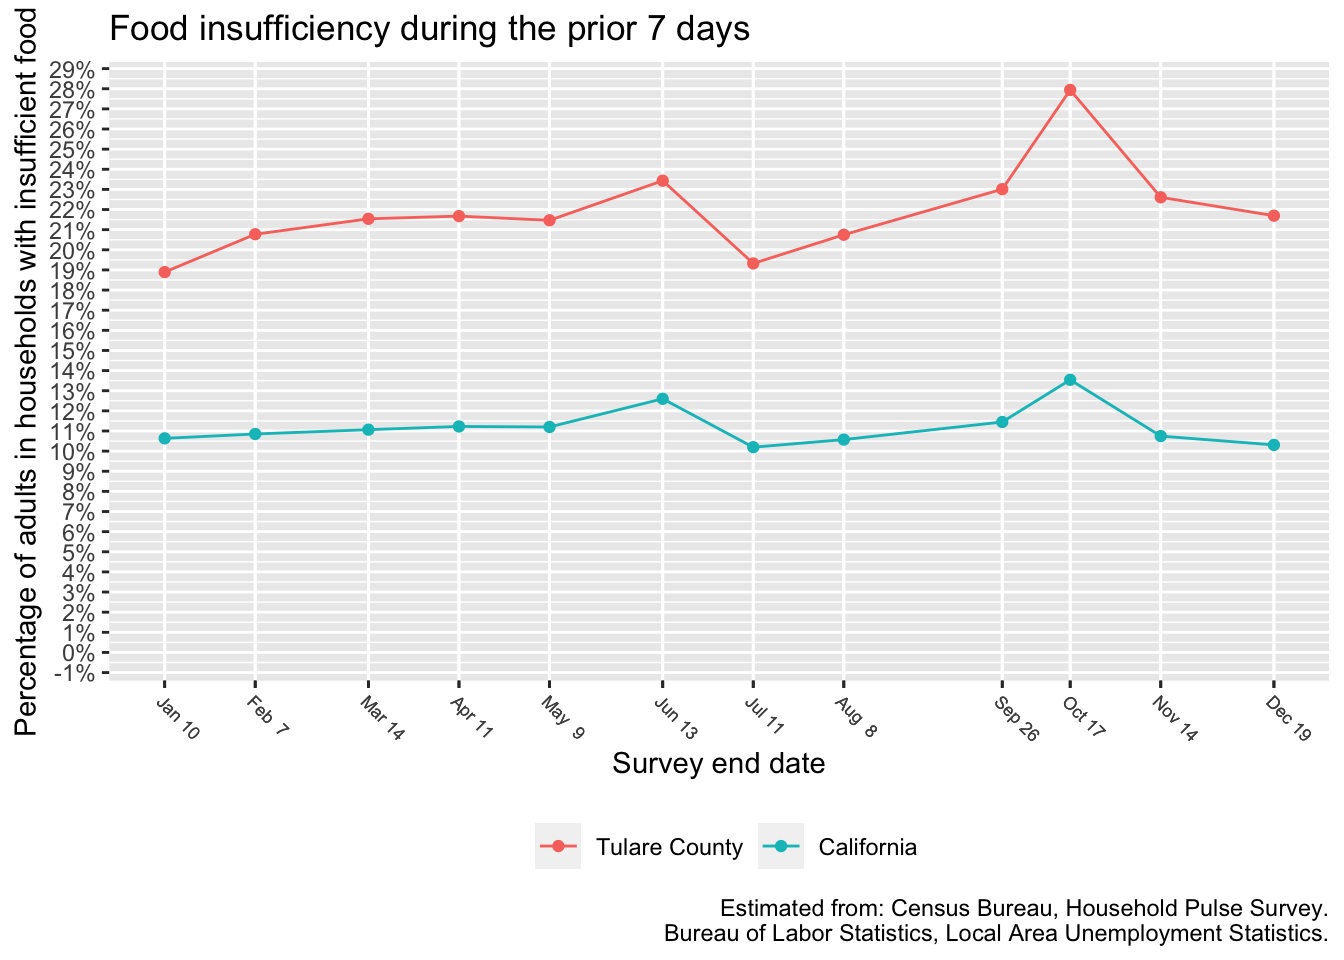 Food insufficiency during the prior 7 days
Percentage of adults in households with insufficient food
29%
28%
27%
26%
25%
24%
23%
22%
21%
20%
19%
18%
17%
16%
15%
14%
13%
12%
11%
10%
9%
8%
7%
6%
5%
4%
3%
2%
1%
0%
-1%
Jan 10
Feb 7
Mar 14
Apr 11
May 9
Jun 13
Jul 11
Aug 8
Sep 26
Oct 17
Nov 14
Dec 19
Survey end date
Tulare County
California
Estimated from: Census Bureau, Household Pulse Survey.
Bureau of Labor Statistics, Local Area Unemployment Statistics.